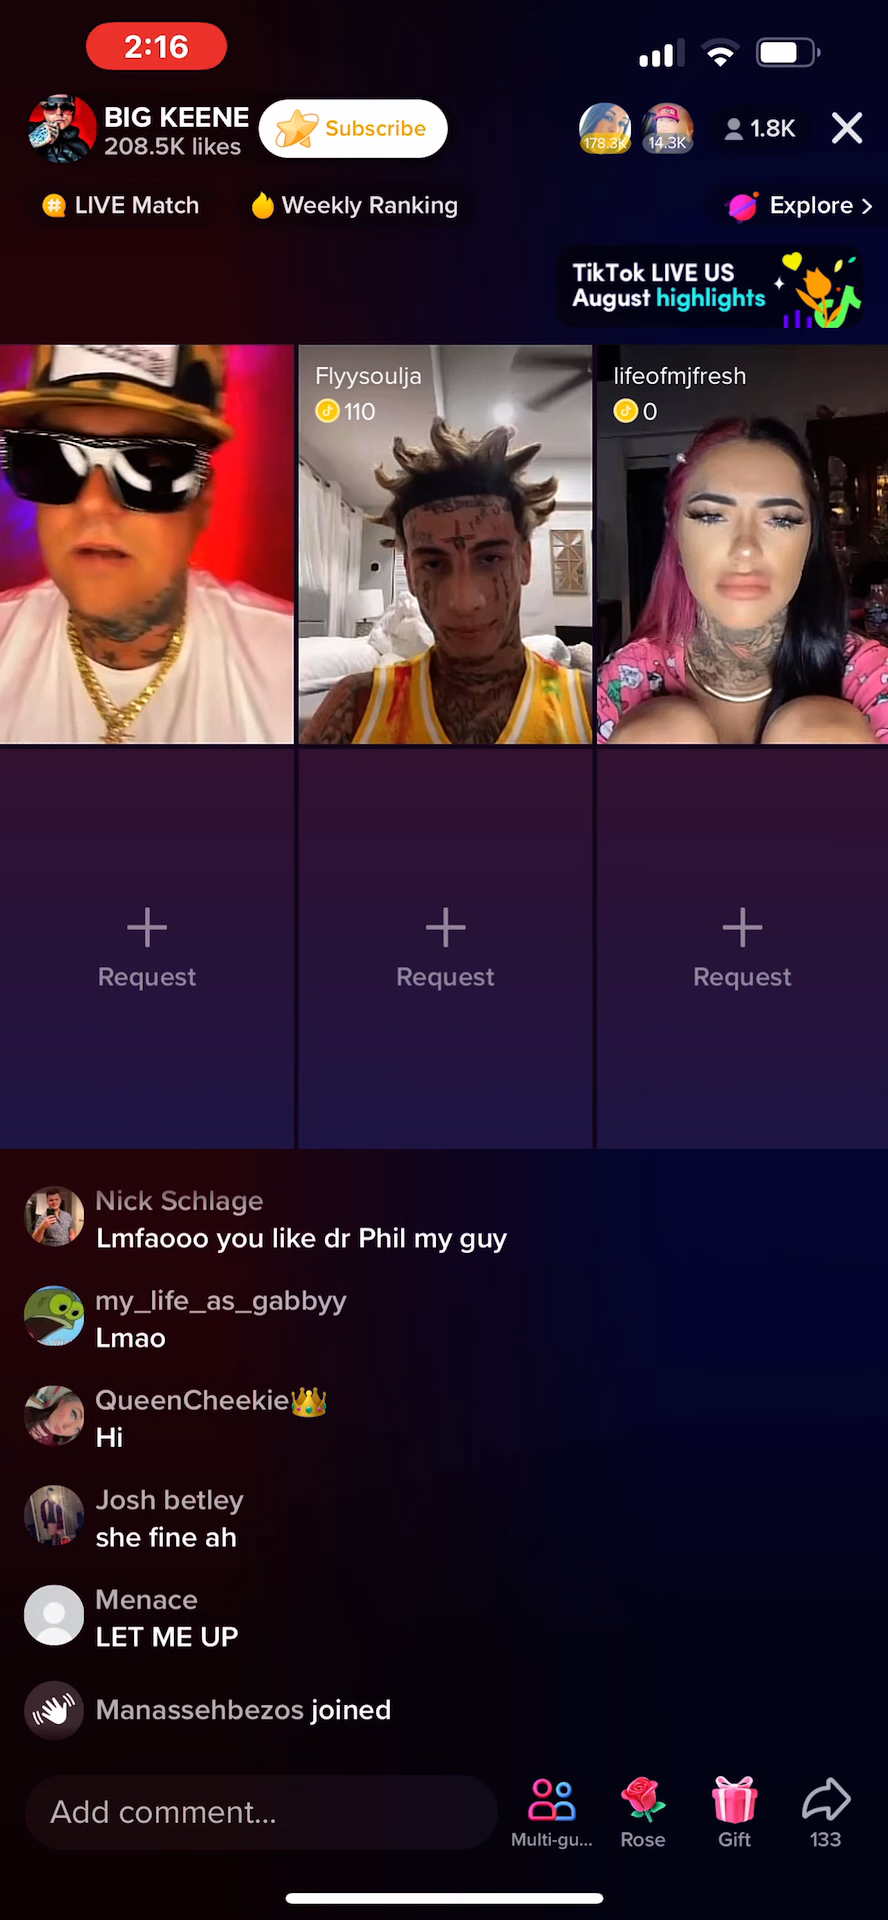 2:16
BIG KEENE
208.5K likes
Subscribe
178.3K
14.3K
1.8K
LIVE Match
Weekly Ranking
Explore >
TikTok LIVE US
August highlights
Flyysoulja
110
lifeofmjfresh
0
Request
Request
Request
Nick Schlage
Lmfaooo you like dr Phil my guy
my_life_as_gabbyy
Lmao
QueenCheekie👑
Hi
Josh betley
she fine ah
Menace
LET ME UP
Manassehbezos joined
Add comment...
Multi-gu...
Rose
Gift
133